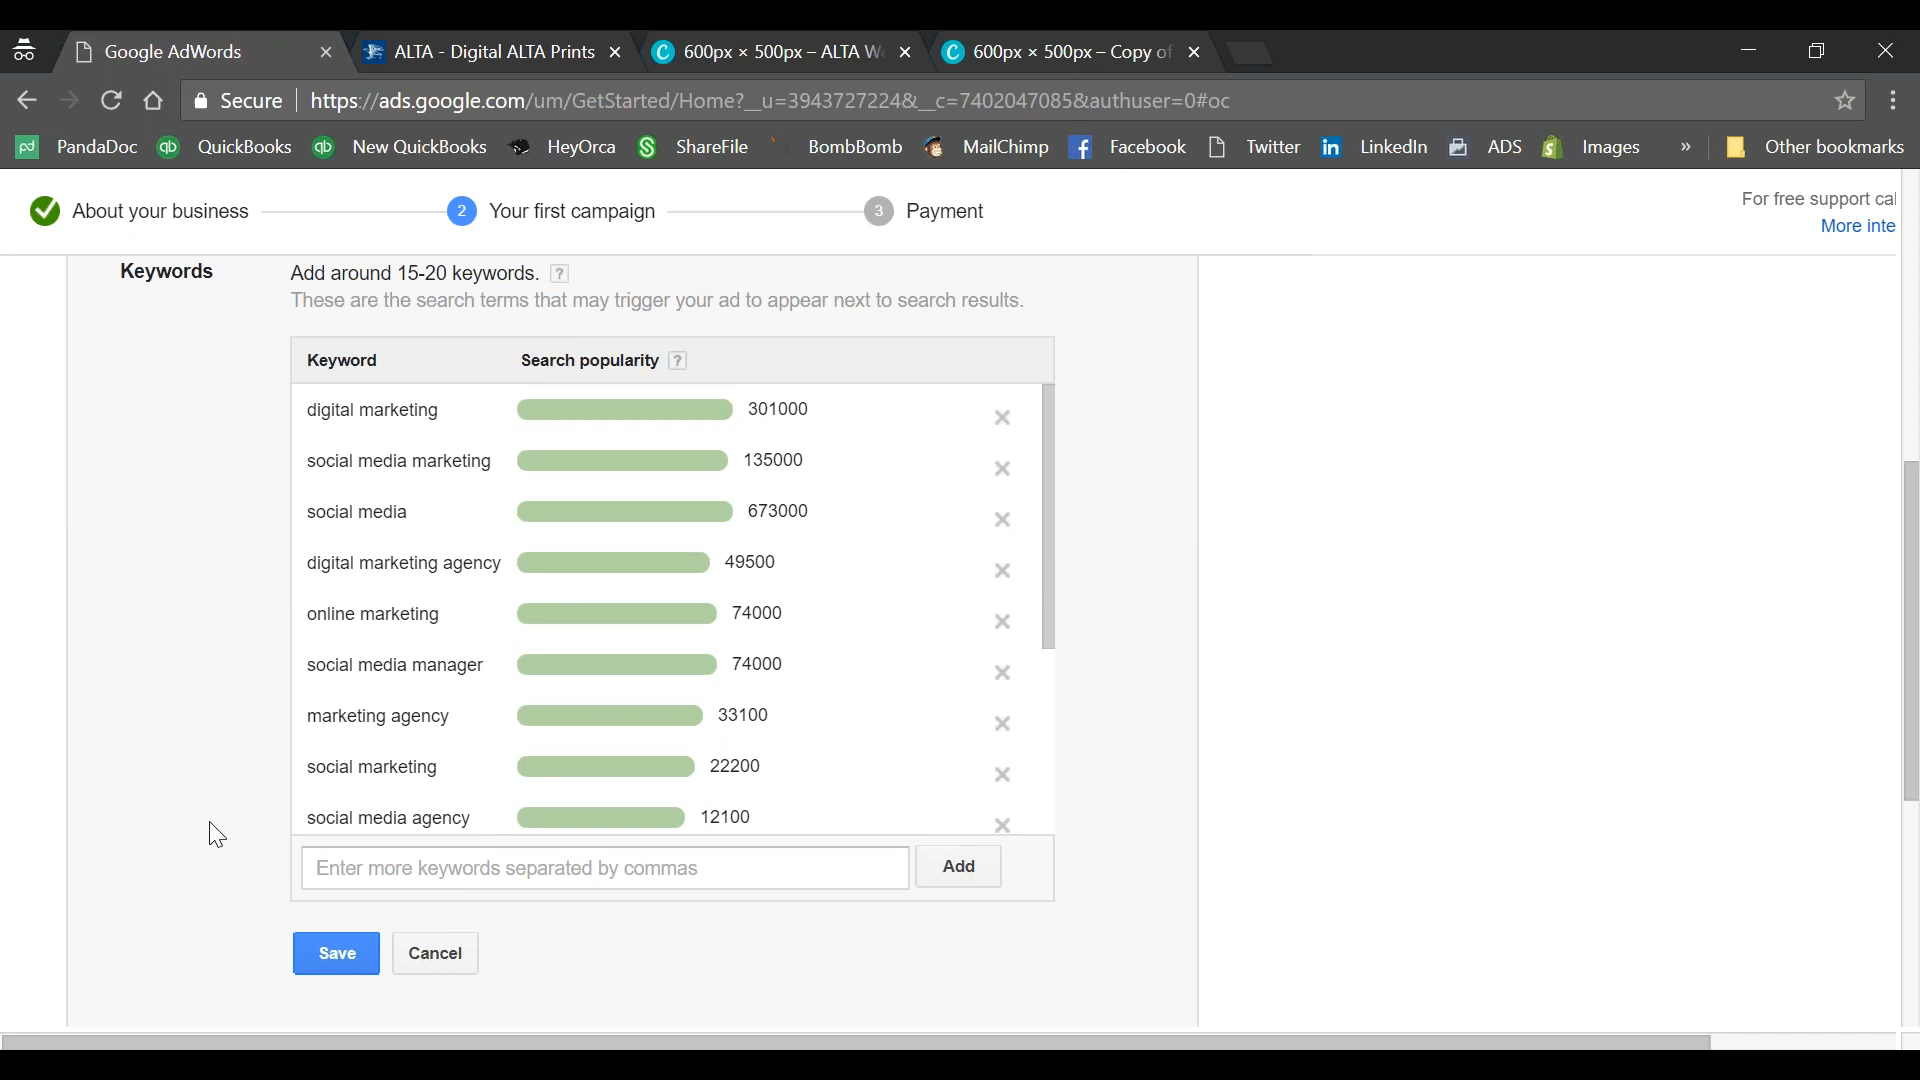 Google AdWords
ALTA - Digital ALTA Prints
600px × 500px – ALTA W
600px × 500px – Copy of
Secure
https://ads.google.com/um/GetStarted/Home?__u=3943727224&__c=7402047085&authuser=0#oc
pd PandaDoc
qb QuickBooks
qb New QuickBooks
HeyOrca
ShareFile
BombBomb
MailChimp
f Facebook
Twitter
in LinkedIn
ADS
Images
»
Other bookmarks
About your business
2 Your first campaign
3 Payment
For free support cal
More inte
Keywords
Add around 15-20 keywords. ?
These are the search terms that may trigger your ad to appear next to search results.
Keyword Search popularity ?
digital marketing 301000
social media marketing 135000
social media 673000
digital marketing agency 49500
online marketing 74000
social media manager 74000
marketing agency 33100
social marketing 22200
social media agency 12100
Enter more keywords separated by commas Add
Save Cancel